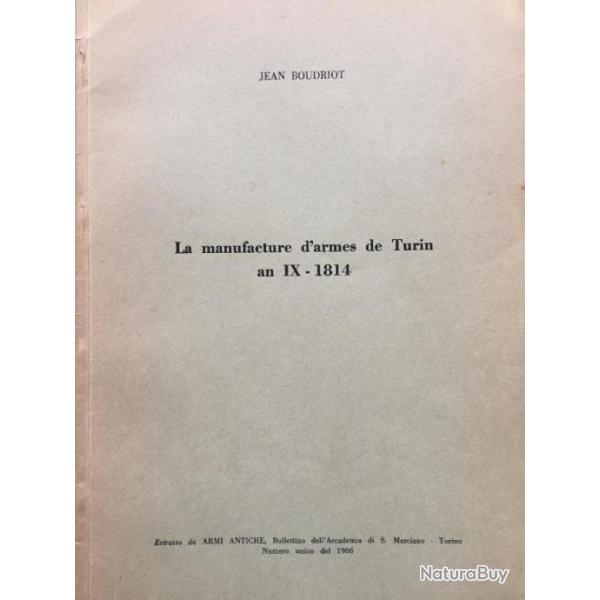 JEAN BOUDRIOT
La manufacture d'armes de Turin
an IX - 1814
Estratto da ARMI ANTICHE, Bollettino dell'Accademia di S. Marciano - Torino
Numero unico del 1966
NaturaBuy